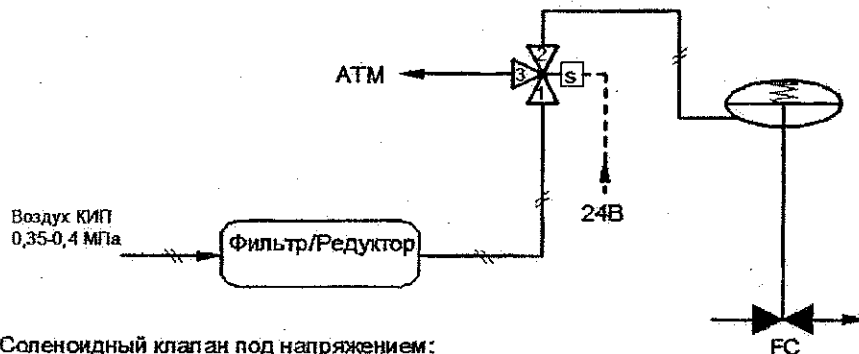 2
АТМ
3
S
1
24В
Воздух КИП
0,35-0,4 МПа
Фильтр/Редуктор
Соленоидный клапан под напряжением:
FC